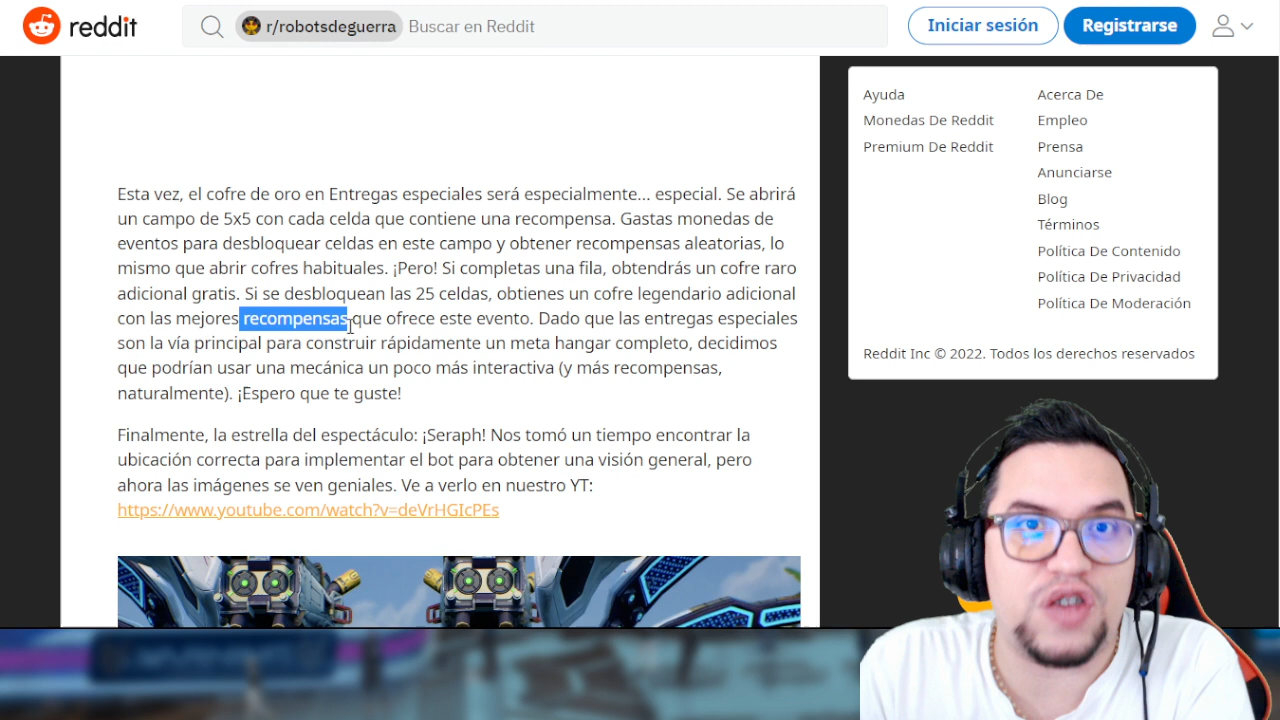 reddit
r/robotsdeguerra
Buscar en Reddit
Iniciar sesión
Registrarse
Esta vez, el cofre de oro en Entregas especiales será especialmente... especial. Se abrirá
un campo de 5x5 con cada celda que contiene una recompensa. Gastas monedas de
eventos para desbloquear celdas en este campo y obtener recompensas aleatorias, lo
mismo que abrir cofres habituales. ¡Pero! Si completas una fila, obtendrás un cofre raro
adicional gratis. Si se desbloquean las 25 celdas, obtienes un cofre legendario adicional
con las mejores recompensas que ofrece este evento. Dado que las entregas especiales
son la vía principal para construir rápidamente un meta hangar completo, decidimos
que podrían usar una mecánica un poco más interactiva (y más recompensas,
naturalmente). ¡Espero que te guste!
Finalmente, la estrella del espectáculo: ¡Seraph! Nos tomó un tiempo encontrar la
ubicación correcta para implementar el bot para obtener una visión general, pero
ahora las imágenes se ven geniales. Ve a verlo en nuestro YT:
https://www.youtube.com/watch?v=deVrHGIcPEs
Ayuda
Monedas De Reddit
Premium De Reddit
Acerca De
Empleo
Prensa
Anunciarse
Blog
Términos
Política De Contenido
Política De Privacidad
Política De Moderación
Reddit Inc © 2022. Todos los derechos reservados